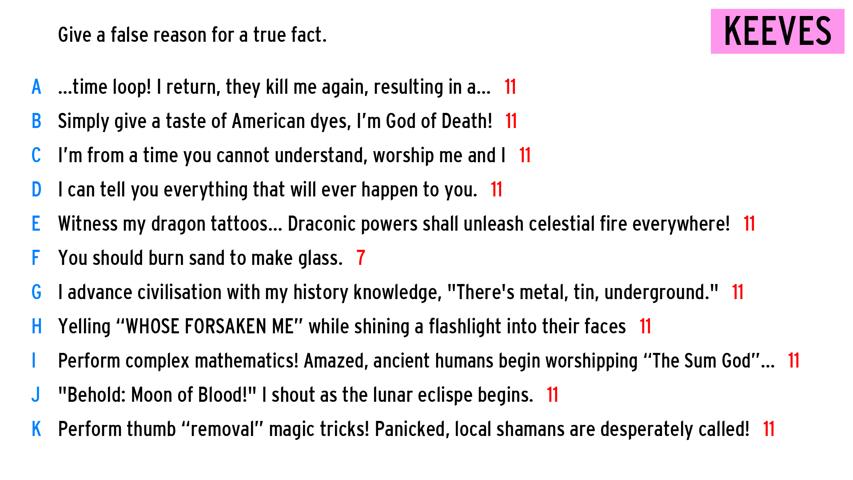 Give a false reason for a true fact.
KEEVES
A ...time loop! I return, they kill me again, resulting in a... 11
B Simply give a taste of American dyes, I'm God of Death! 11
C I'm from a time you cannot understand, worship me and I 11
D I can tell you everything that will ever happen to you. 11
E Witness my dragon tattoos... Draconic powers shall unleash celestial fire everywhere! 11
F You should burn sand to make glass. 7
G I advance civilisation with my history knowledge, "There's metal, tin, underground." 11
H Yelling “WHOSE FORSAKEN ME” while shining a flashlight into their faces 11
I Perform complex mathematics! Amazed, ancient humans begin worshipping “The Sum God”... 11
J "Behold: Moon of Blood!" I shout as the lunar eclispe begins. 11
K Perform thumb “removal” magic tricks! Panicked, local shamans are desperately called! 11